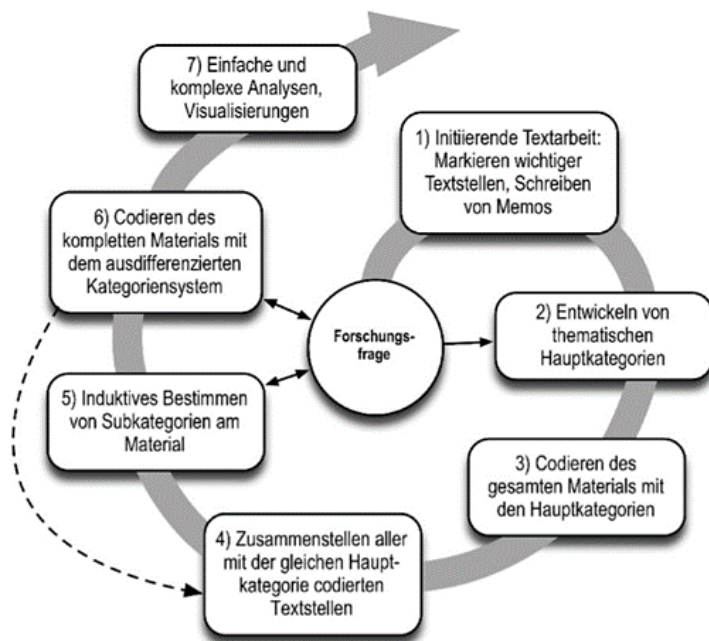 7) Einfache und
komplexe Analysen,
Visualisierungen
1) Initiierende Textarbeit:
Markieren wichtiger
Textstellen, Schreiben
von Memos
6) Codieren des
kompletten Materials mit
dem ausdifferenzierten
Kategoriensystem
Forschungs-
frage
2) Entwickeln von
thematischen
Hauptkategorien
5) Induktives Bestimmen
von Subkategorien am
Material
3) Codieren des
gesamten Materials mit
den Hauptkategorien
4) Zusammenstellen aller
mit der gleichen Haupt-
kategorie codierten
Textstellen